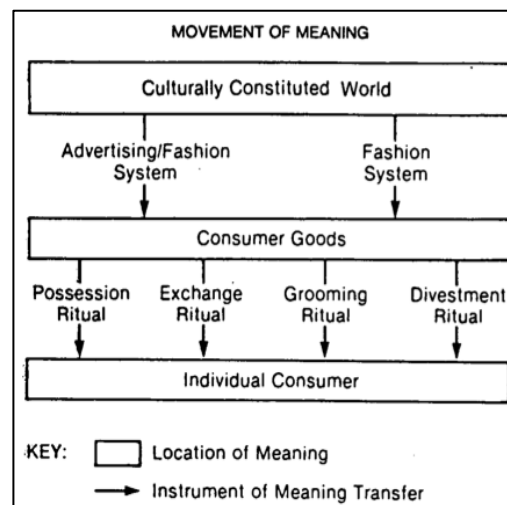 MOVEMENT OF MEANING
Culturally Constituted World
Advertising/Fashion
System
Fashion
System
Consumer Goods
Possession
Ritual
Exchange
Ritual
Grooming
Ritual
Divestment
Ritual
Individual Consumer
KEY:
Location of Meaning
Instrument of Meaning Transfer